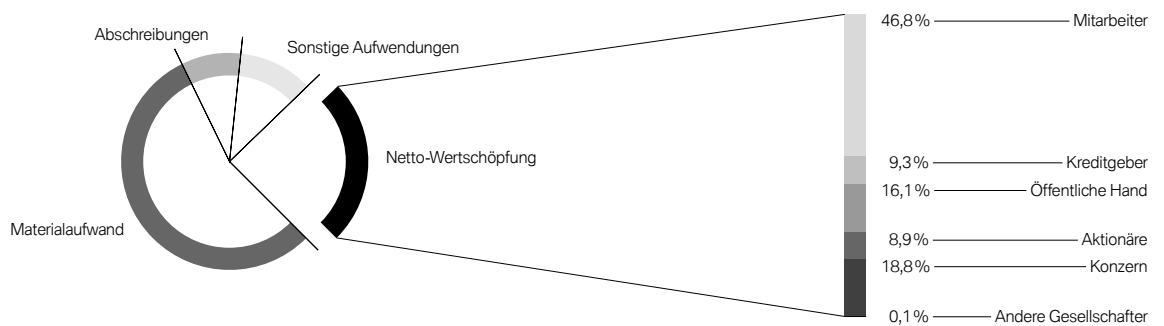 Abschreibungen
Sonstige Aufwendungen
Netto-Wertschöpfung
Materialaufwand
46,8 % Mitarbeiter
9,3 % Kreditgeber
16,1 % Öffentliche Hand
8,9 % Aktionäre
18,8 % Konzern
0,1 % Andere Gesellschafter